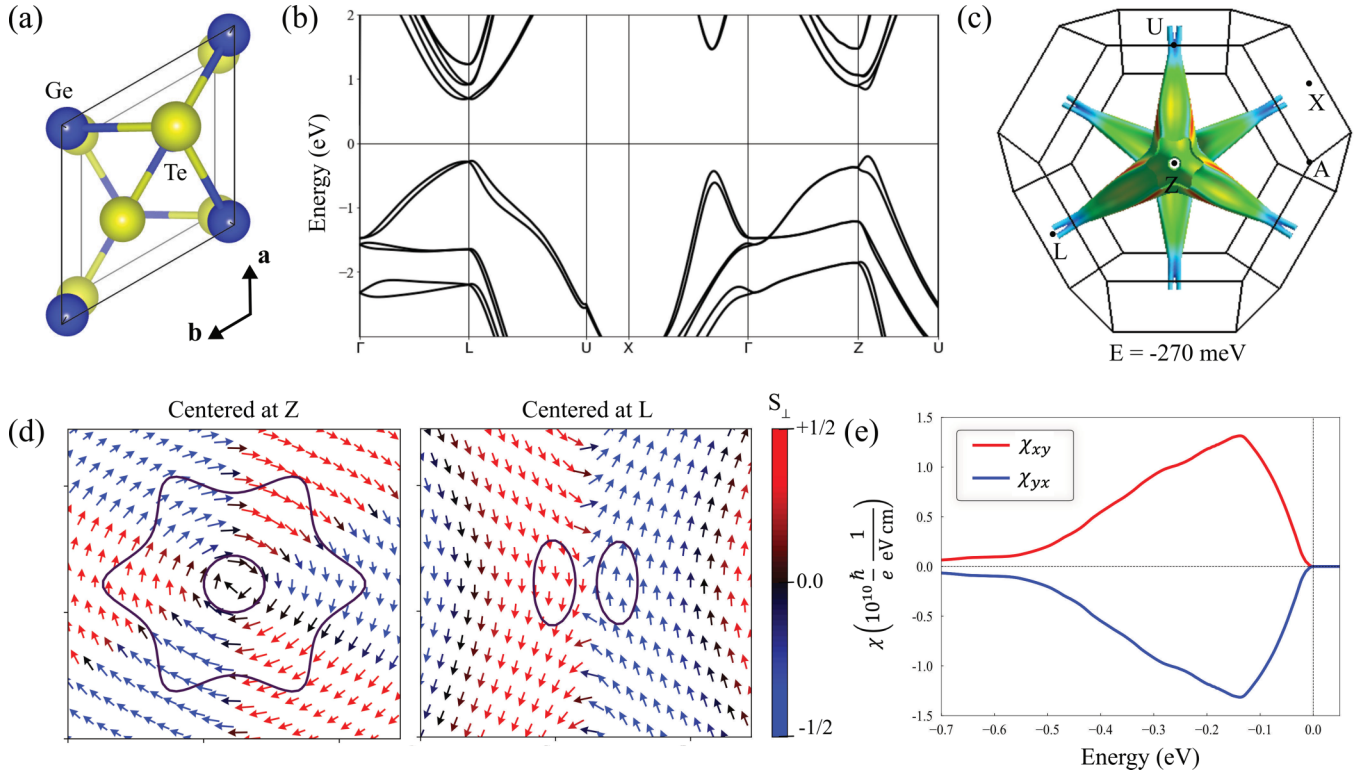 (a)
Ge
Te
a
b
(b)
Energy (eV)
2
1
0
−1
−2
Γ L U X Γ Z U
(c)
U
X
A
Z
L
E = -270 meV
(d)
Centered at Z
Centered at L
S⊥
+1/2
0.0
-1/2
(e)
χxy
χyx
χ (10¹⁰ ℏ/e 1/(eV cm))
1.5
1.0
0.5
0.0
-0.5
-1.0
-1.5
−0.7 −0.6 −0.5 −0.4 −0.3 −0.2 −0.1 0.0
Energy (eV)